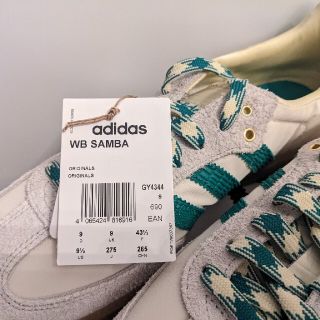 adidas
WB SAMBA
ORIGINALS
ORIGINALS
GY4344
9
690
4 065424 816916
EAN
9 9 43⅓
9½ 275 265
US J CHN